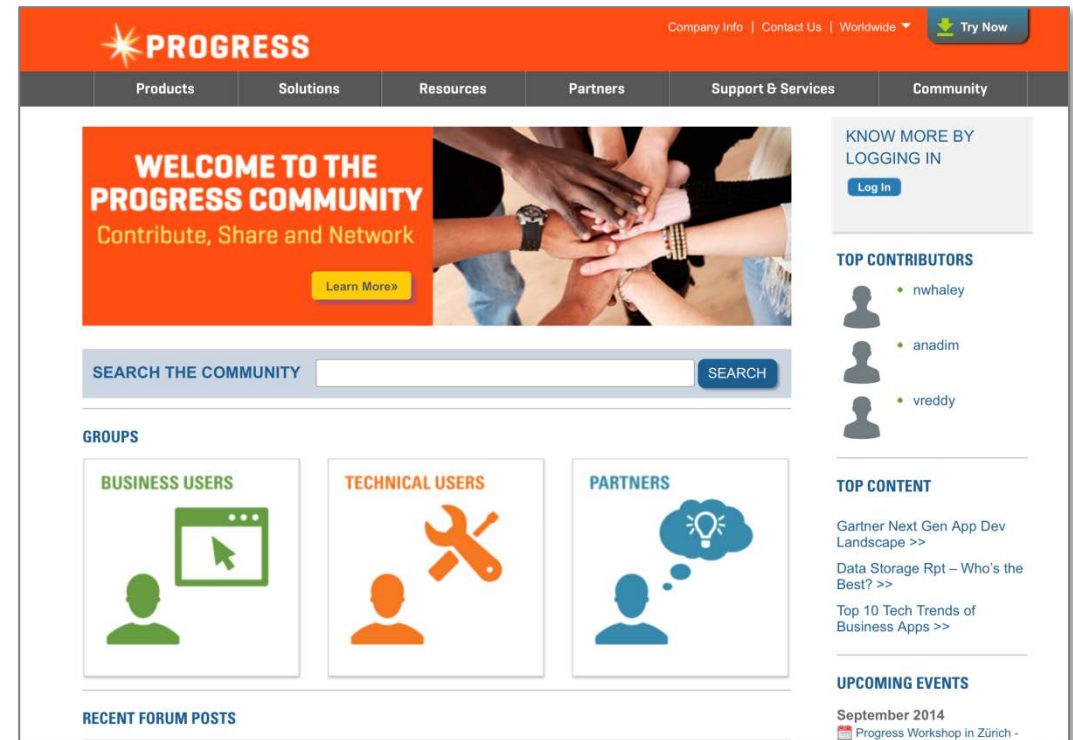 PROGRESS
Company Info | Contact Us | Worldwide
Try Now
Products Solutions Resources Partners Support & Services Community
WELCOME TO THE
PROGRESS COMMUNITY
Contribute, Share and Network
Learn More»
SEARCH THE COMMUNITY
SEARCH
GROUPS
BUSINESS USERS
TECHNICAL USERS
PARTNERS
RECENT FORUM POSTS
KNOW MORE BY
LOGGING IN
Log In
TOP CONTRIBUTORS
nwhaley
anadim
vreddy
TOP CONTENT
Gartner Next Gen App Dev
Landscape >>
Data Storage Rpt – Who's the
Best? >>
Top 10 Tech Trends of
Business Apps >>
UPCOMING EVENTS
September 2014
Progress Workshop in Zürich -